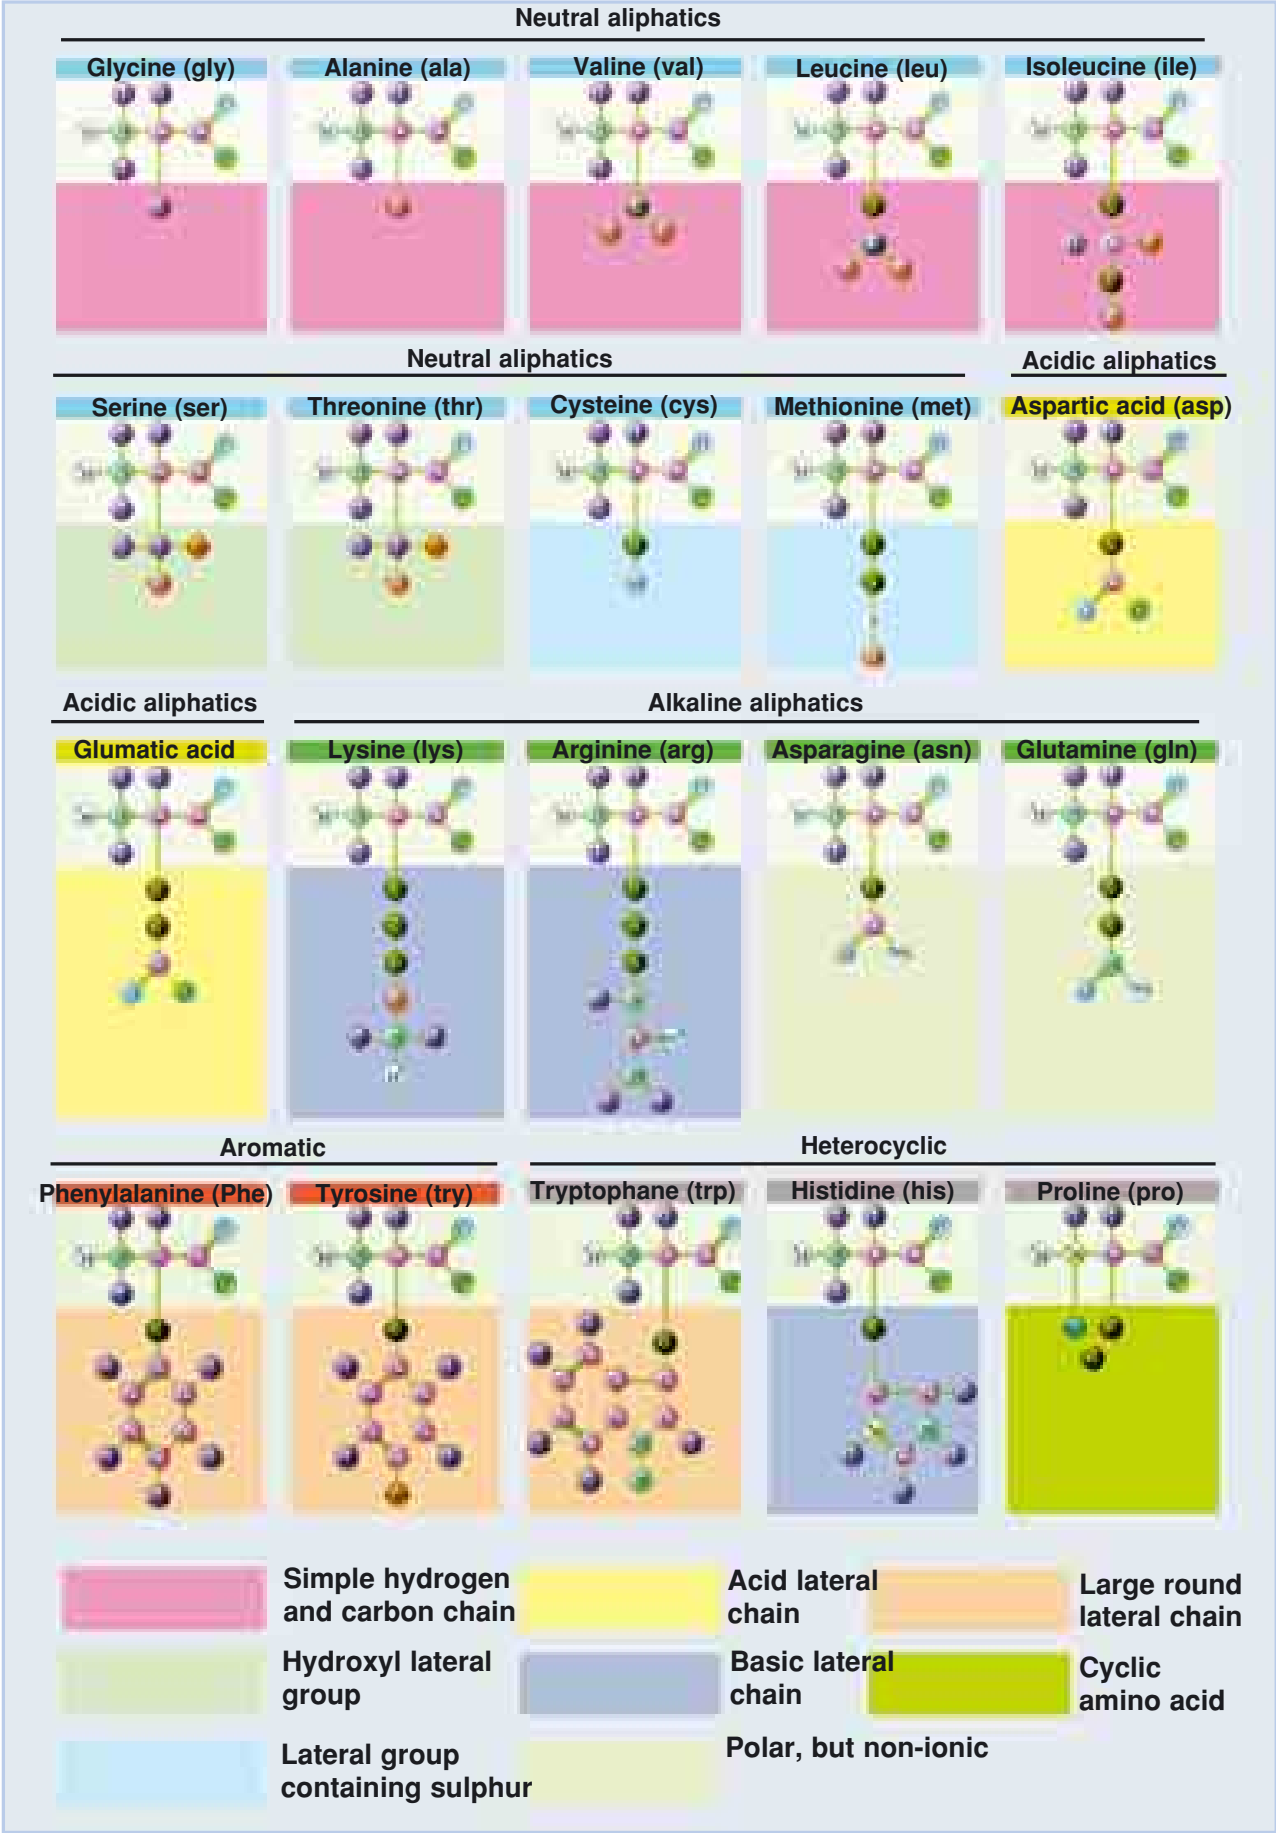 Neutral aliphatics
Glycine (gly) Alanine (ala) Valine (val) Leucine (leu) Isoleucine (ile)
Neutral aliphatics Acidic aliphatics
Serine (ser) Threonine (thr) Cysteine (cys) Methionine (met) Aspartic acid (asp)
Acidic aliphatics Alkaline aliphatics
Glumatic acid Lysine (lys) Arginine (arg) Asparagine (asn) Glutamine (gln)
Aromatic Heterocyclic
Phenylalanine (Phe) Tyrosine (try) Tryptophane (trp) Histidine (his) Proline (pro)
Simple hydrogen
and carbon chain
Acid lateral
chain
Large round
lateral chain
Hydroxyl lateral
group
Basic lateral
chain
Cyclic
amino acid
Lateral group
containing sulphur
Polar, but non-ionic